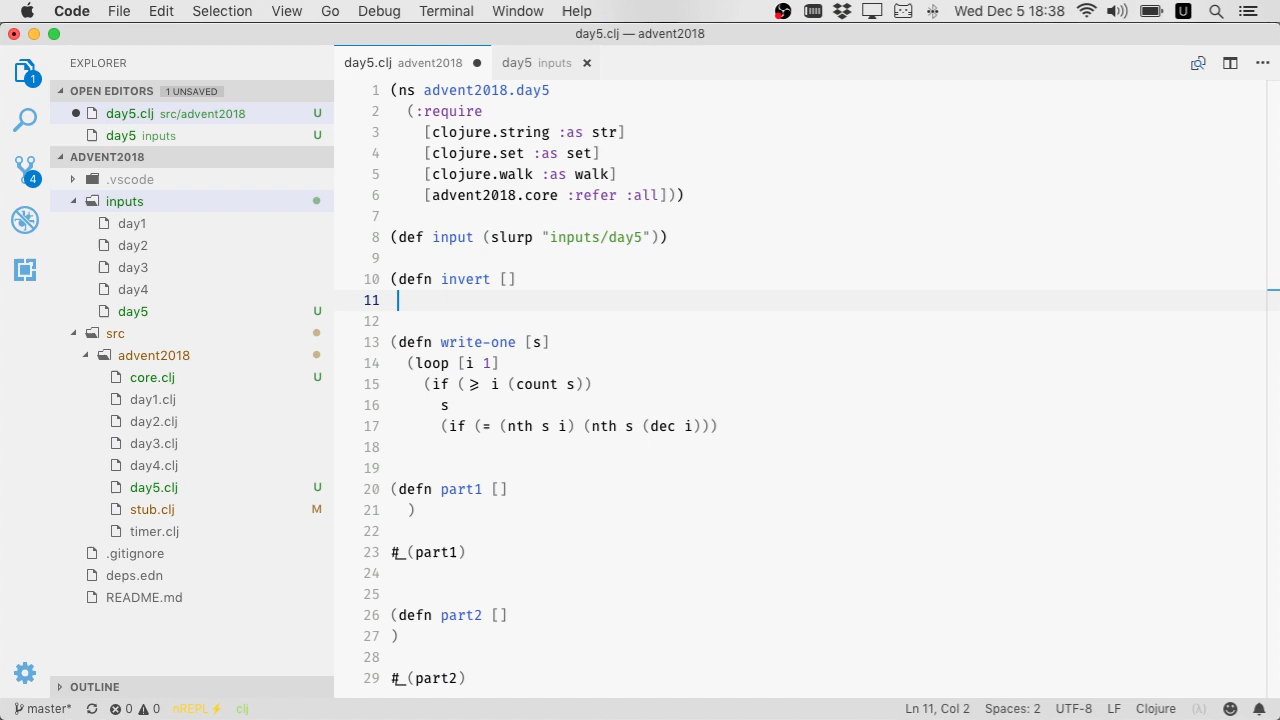 Code File Edit Selection View Go Debug Terminal Window Help Wed Dec 5 18:38 U
day5.clj — advent2018
EXPLORER
day5.clj advent2018
day5 inputs
OPEN EDITORS 1 UNSAVED
day5.clj src/advent2018 U
day5 inputs U
ADVENT2018
.vscode
inputs
day1
day2
day3
day4
day5 U
src
advent2018
core.clj U
day1.clj
day2.clj
day3.clj
day4.clj
day5.clj U
stub.clj M
timer.clj
.gitignore
deps.edn
README.md
OUTLINE
1
4
1 (ns advent2018.day5
2 (:require
3 [clojure.string :as str]
4 [clojure.set :as set]
5 [clojure.walk :as walk]
6 [advent2018.core :refer :all]))
7
8 (def input (slurp "inputs/day5"))
9
10 (defn invert []
11
12
13 (defn write-one [s]
14 (loop [i 1]
15 (if (>= i (count s))
16 s
17 (if (= (nth s i) (nth s (dec i)))
18
19
20 (defn part1 []
21 )
22
23 #_(part1)
24
25
26 (defn part2 []
27 )
28
29 #_(part2)
master* 0 0 nREPL⚡ clj Ln 11, Col 2 Spaces: 2 UTF-8 LF Clojure (λ)